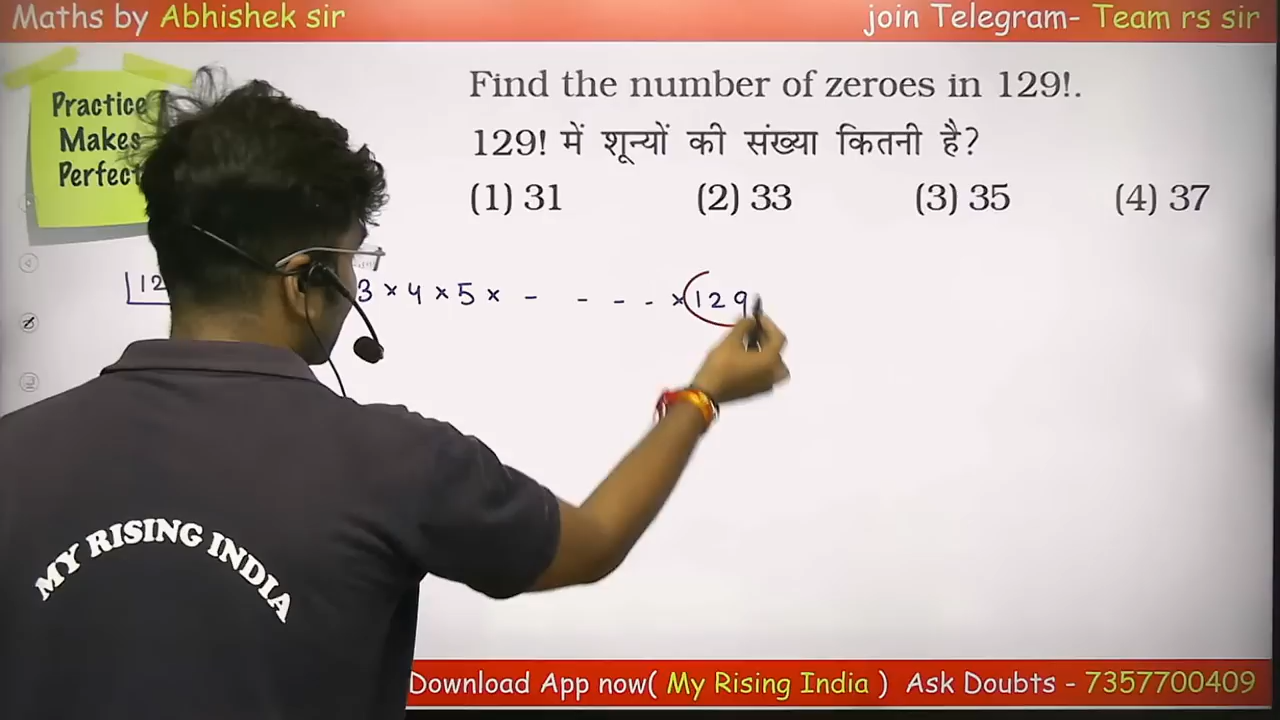 Maths by Abhishek sir
join Telegram- Team rs sir
Practice
Makes
Perfect
Find the number of zeroes in 129!.
129! में शून्यों की संख्या कितनी है?
(1) 31 (2) 33 (3) 35 (4) 37
3 × 4 × 5 × - - - - × 129
MY RISING INDIA
Download App now( My Rising India ) Ask Doubts - 7357700409